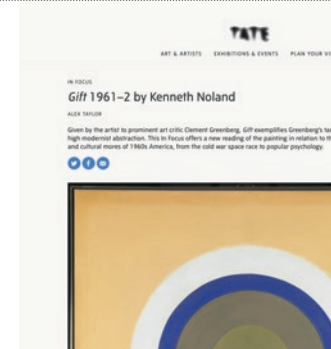 TATE
ART & ARTISTS EXHIBITIONS & EVENTS PLAN YOUR VI
IN FOCUS
Gift 1961–2 by Kenneth Noland
ALEX TAYLOR
Given by the artist to prominent art critic Clement Greenberg, Gift exemplifies Greenberg's tas
high modernist abstraction. This In Focus offers a new reading of the painting in relation to th
and cultural mores of 1960s America, from the cold war space race to popular psychology.